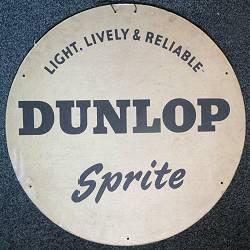 LIGHT, LIVELY & RELIABLE
DUNLOP
Sprite